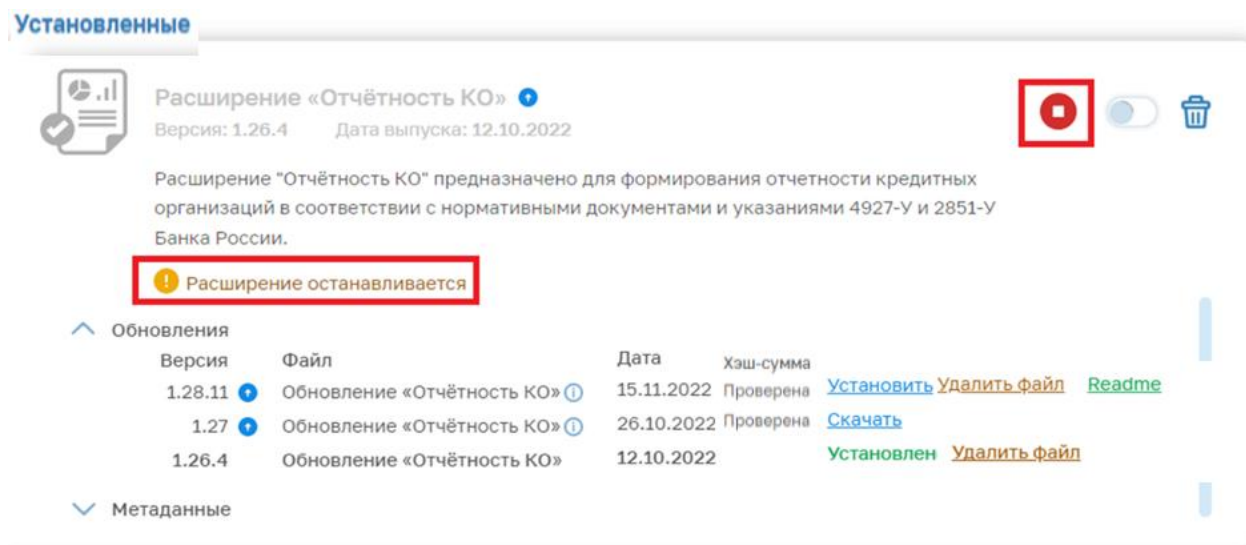 Установленные
Расширение «Отчётность КО»
Версия: 1.26.4 Дата выпуска: 12.10.2022
Расширение "Отчётность КО" предназначено для формирования отчетности кредитных
организаций в соответствии с нормативными документами и указаниями 4927-У и 2851-У
Банка России.
Расширение останавливается
Обновления
Версия Файл Дата Хэш-сумма
1.28.11 Обновление «Отчётность КО» 15.11.2022 Проверена Установить Удалить файл Readme
1.27 Обновление «Отчётность КО» 26.10.2022 Проверена Скачать
1.26.4 Обновление «Отчётность КО» 12.10.2022 Установлен Удалить файл
Метаданные